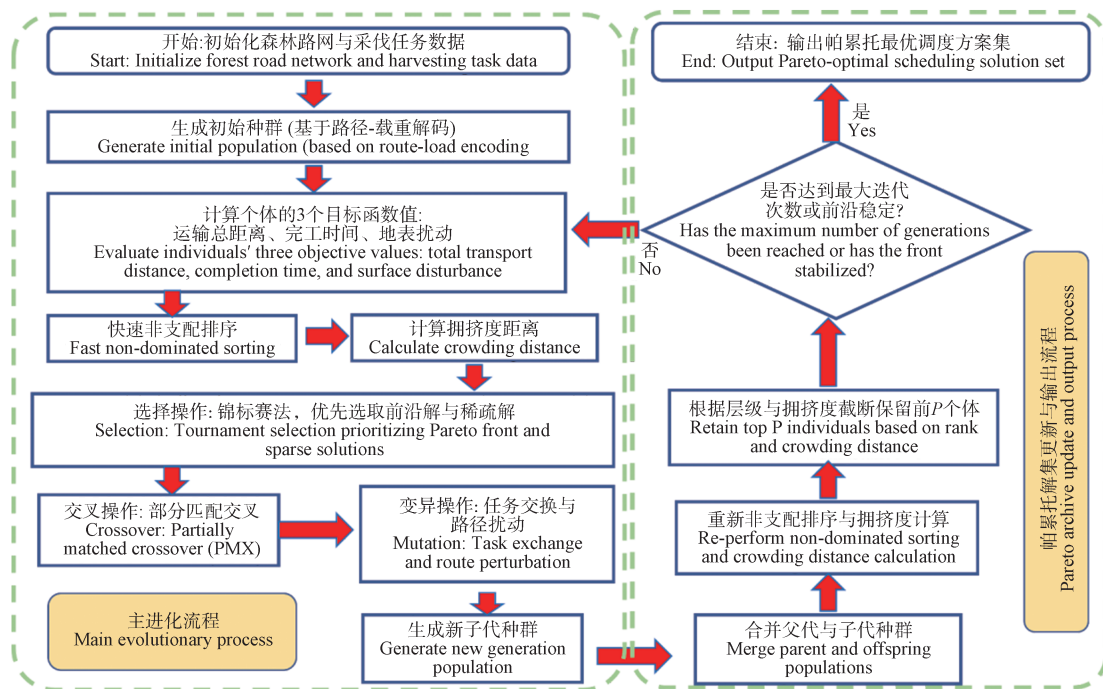 开始:初始化森林路网与采伐任务数据
Start: Initialize forest road network and harvesting task data
生成初始种群 (基于路径-载重解码)
Generate initial population (based on route-load encoding
计算个体的3个目标函数值:
运输总距离、完工时间、地表扰动
Evaluate individuals' three objective values: total transport
distance, completion time, and surface disturbance
快速非支配排序
Fast non-dominated sorting
计算拥挤度距离
Calculate crowding distance
选择操作: 锦标赛法，优先选取前沿解与稀疏解
Selection: Tournament selection prioritizing Pareto front and
sparse solutions
交叉操作: 部分匹配交叉
Crossover: Partially
matched crossover (PMX)
变异操作: 任务交换与
路径扰动
Mutation: Task exchange
and route perturbation
主进化流程
Main evolutionary process
生成新子代种群
Generate new generation
population
合并父代与子代种群
Merge parent and offspring
populations
重新非支配排序与拥挤度计算
Re-perform non-dominated sorting
and crowding distance calculation
根据层级与拥挤度截断保留前P个体
Retain top P individuals based on rank
and crowding distance
是否达到最大迭代
次数或前沿稳定?
Has the maximum number of generations
been reached or has the front
stabilized?
否
No
是
Yes
结束: 输出帕累托最优调度方案集
End: Output Pareto-optimal scheduling solution set
帕累托解集更新与输出流程
Pareto archive update and output process